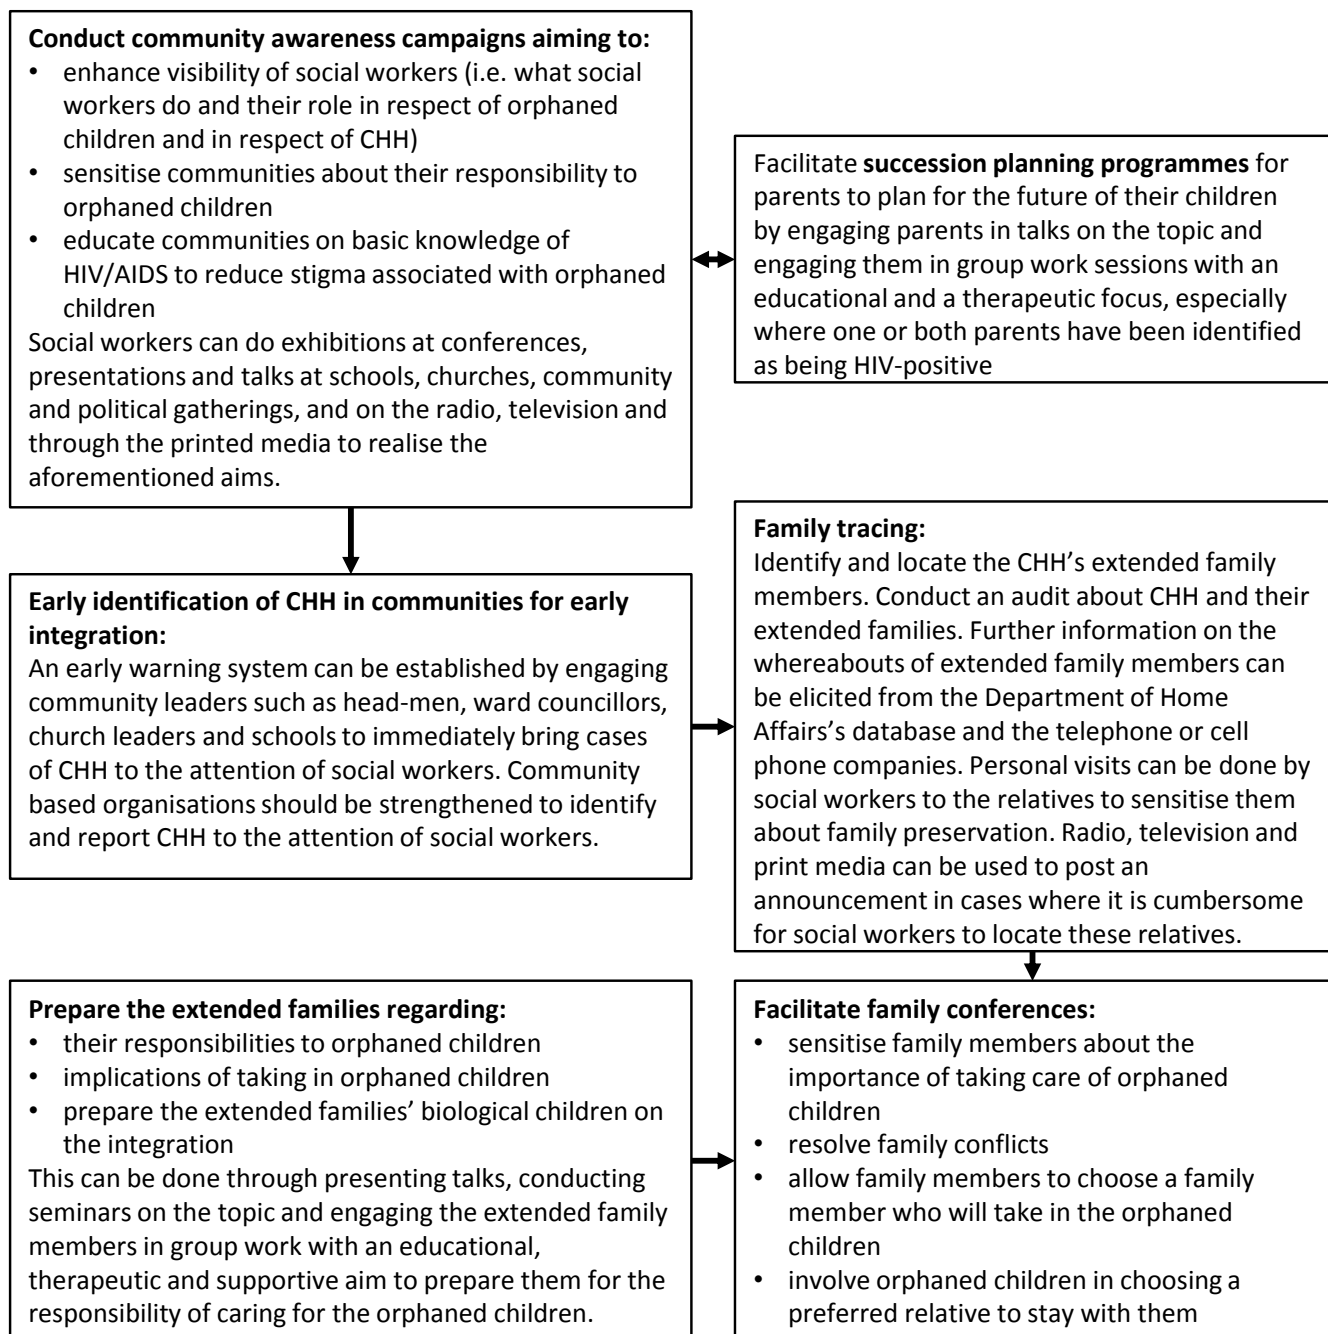 Conduct community awareness campaigns aiming to:
• enhance visibility of social workers (i.e. what social
workers do and their role in respect of orphaned
children and in respect of CHH)
• sensitise communities about their responsibility to
orphaned children
• educate communities on basic knowledge of
HIV/AIDS to reduce stigma associated with orphaned
children
Social workers can do exhibitions at conferences,
presentations and talks at schools, churches, community
and political gatherings, and on the radio, television and
through the printed media to realise the
aforementioned aims.
Facilitate succession planning programmes for
parents to plan for the future of their children
by engaging parents in talks on the topic and
engaging them in group work sessions with an
educational and a therapeutic focus, especially
where one or both parents have been identified
as being HIV-positive
Early identification of CHH in communities for early
integration:
An early warning system can be established by engaging
community leaders such as head-men, ward councillors,
church leaders and schools to immediately bring cases
of CHH to the attention of social workers. Community
based organisations should be strengthened to identify
and report CHH to the attention of social workers.
Family tracing:
Identify and locate the CHH's extended family
members. Conduct an audit about CHH and their
extended families. Further information on the
whereabouts of extended family members can
be elicited from the Department of Home
Affairs's database and the telephone or cell
phone companies. Personal visits can be done by
social workers to the relatives to sensitise them
about family preservation. Radio, television and
print media can be used to post an
announcement in cases where it is cumbersome
for social workers to locate these relatives.
Prepare the extended families regarding:
• their responsibilities to orphaned children
• implications of taking in orphaned children
• prepare the extended families' biological children on
the integration
This can be done through presenting talks, conducting
seminars on the topic and engaging the extended family
members in group work with an educational,
therapeutic and supportive aim to prepare them for the
responsibility of caring for the orphaned children.
Facilitate family conferences:
• sensitise family members about the
importance of taking care of orphaned
children
• resolve family conflicts
• allow family members to choose a family
member who will take in the orphaned
children
• involve orphaned children in choosing a
preferred relative to stay with them